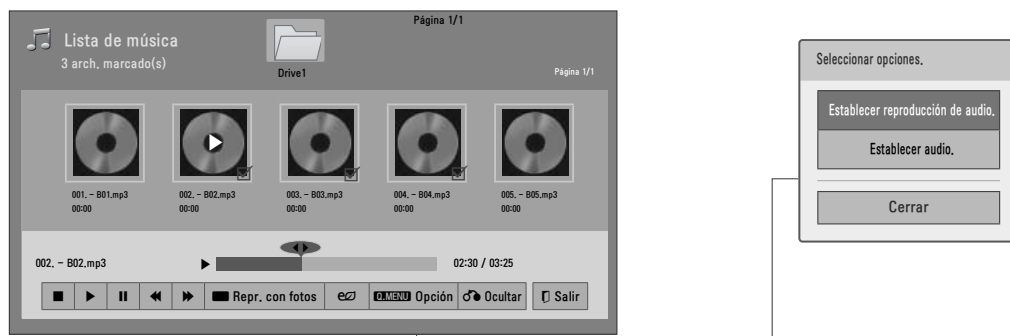 Página 1/1
Lista de música
3 arch. marcado(s)
Drive1
Página 1/1
001. - B01.mp3
00:00
002. - B02.mp3
00:00
003. - B03.mp3
00:00
004. - B04.mp3
00:00
005. - B05.mp3
00:00
002. - B02.mp3
02:30 / 03:25
Repr. con fotos
Q.MENU Opción
Ocultar
Salir
Seleccionar opciones.
Establecer reproducción de audio.
Establecer audio.
Cerrar